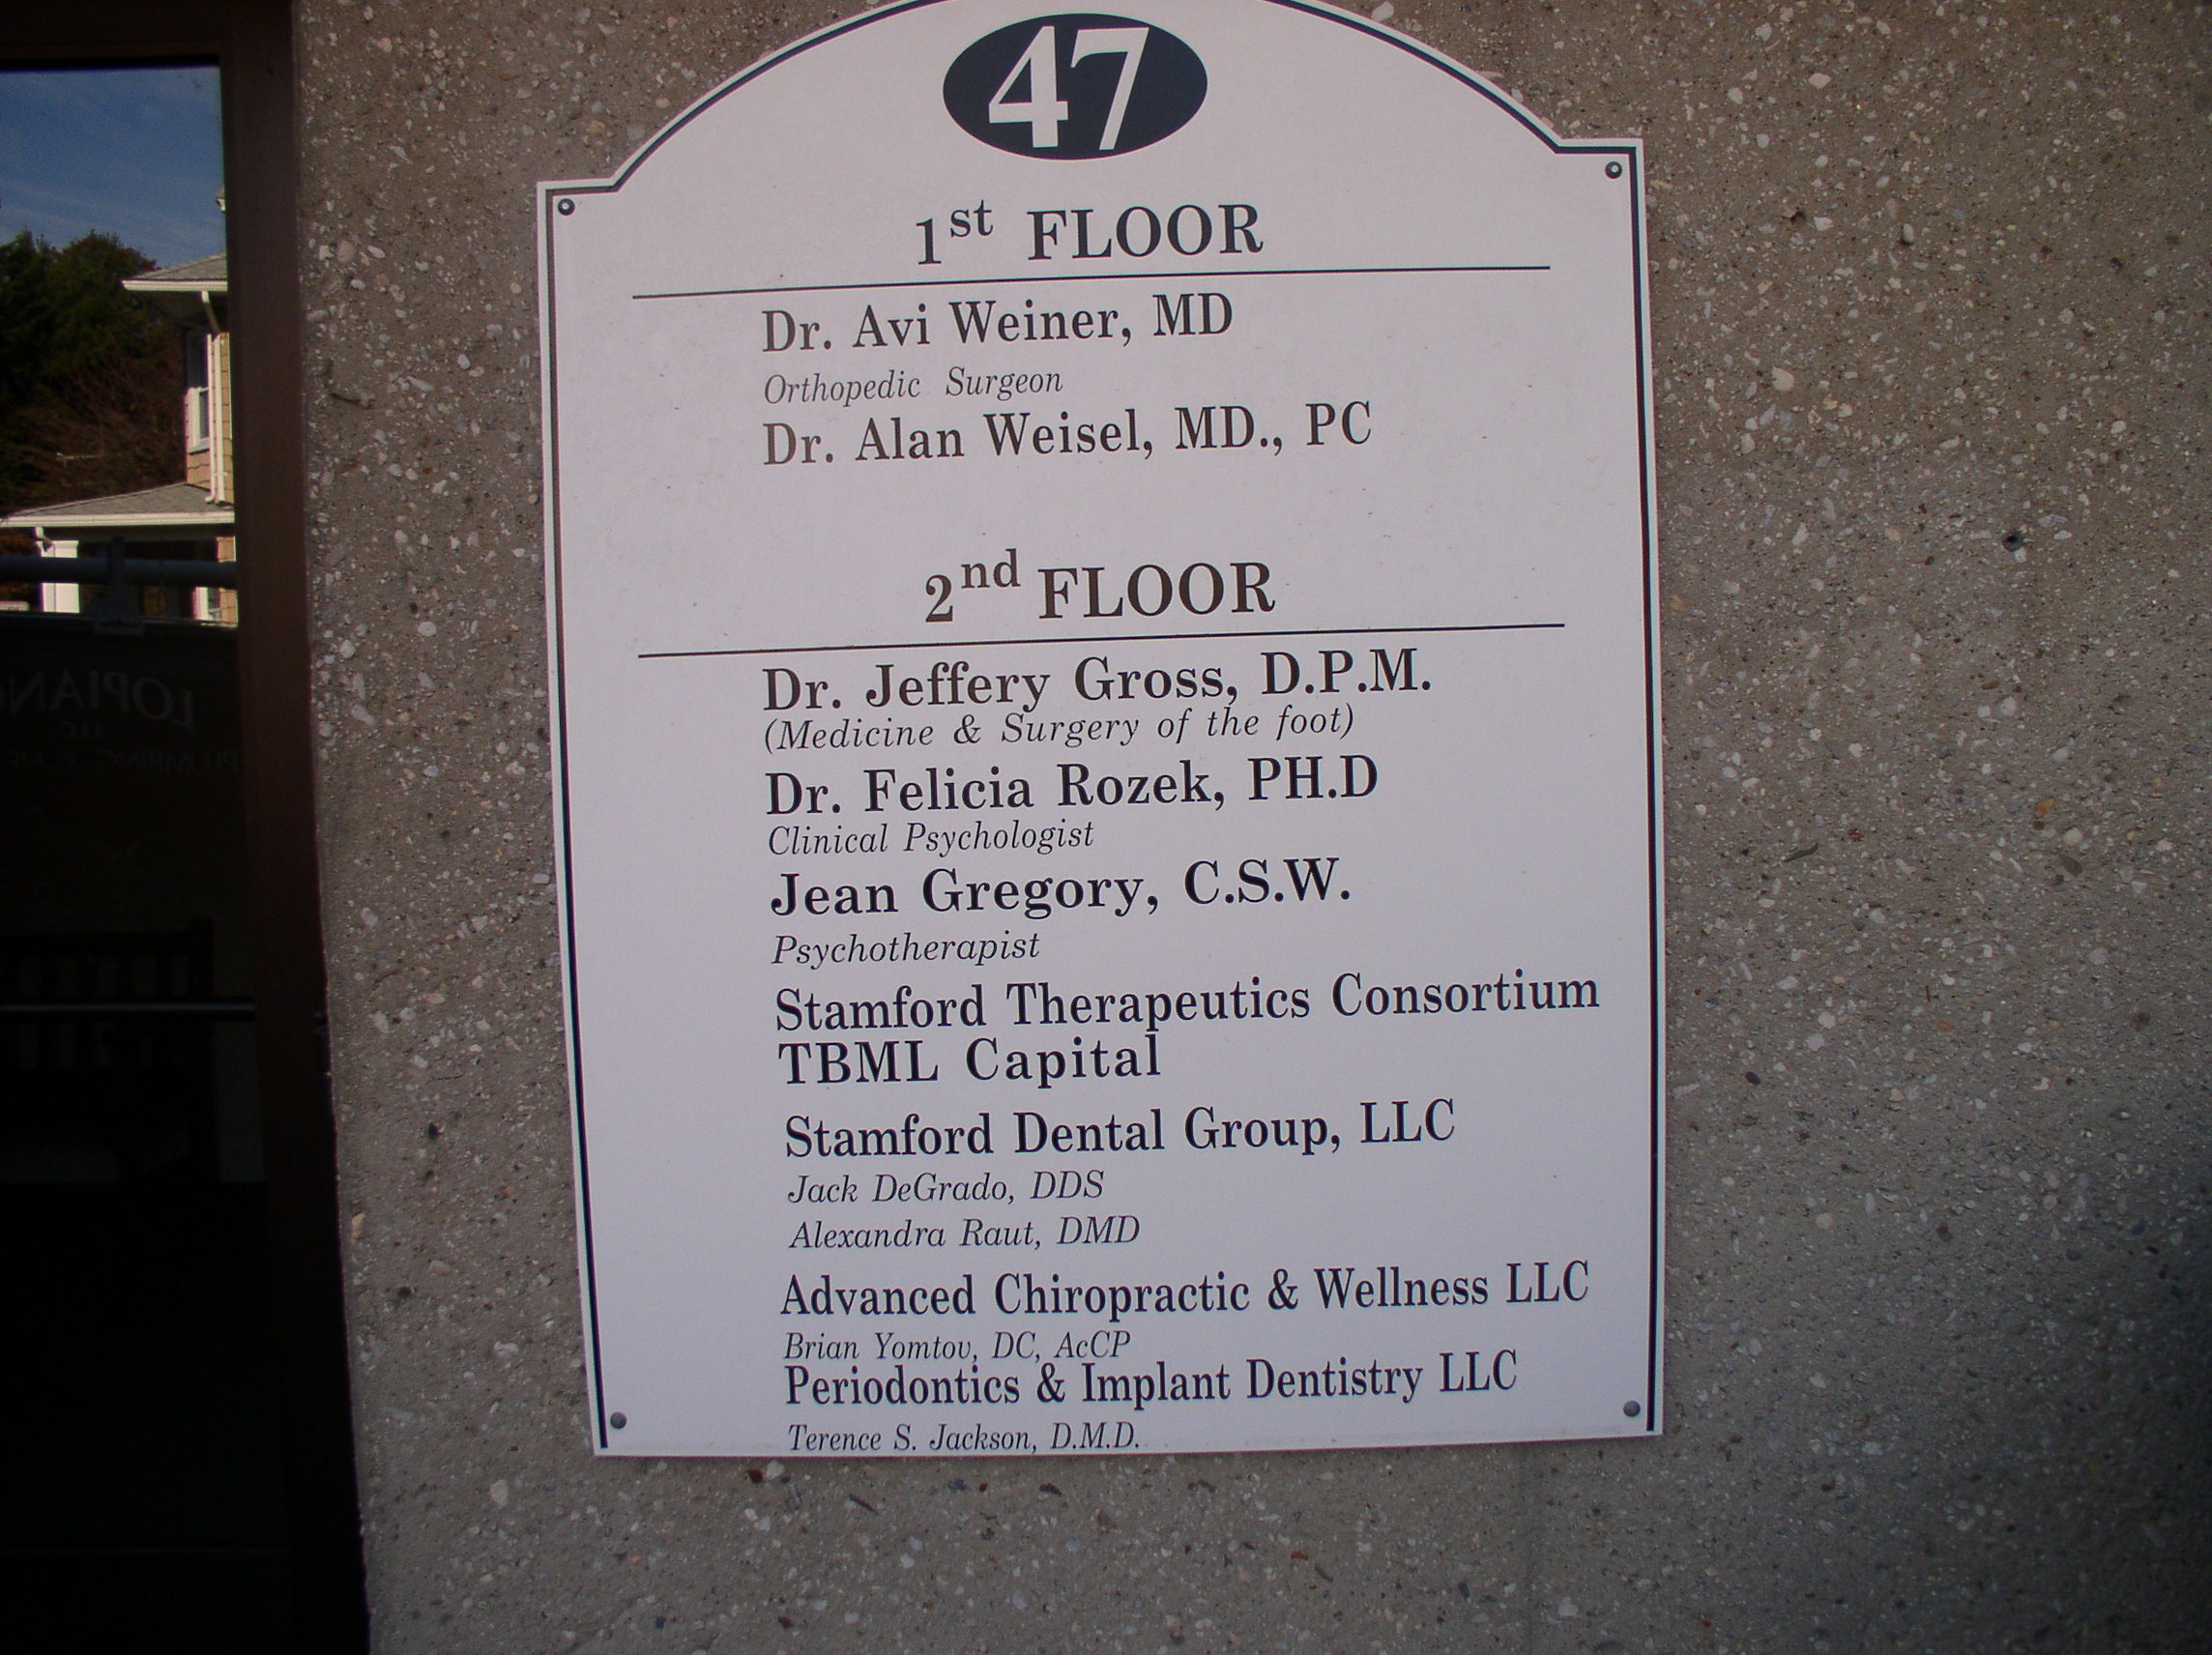 47
1st FLOOR
Dr. Avi Weiner, MD
Orthopedic Surgeon
Dr. Alan Weisel, MD., PC
2nd FLOOR
Dr. Jeffery Gross, D.P.M.
(Medicine & Surgery of the foot)
Dr. Felicia Rozek, PH.D
Clinical Psychologist
Jean Gregory, C.S.W.
Psychotherapist
Stamford Therapeutics Consortium
TBML Capital
Stamford Dental Group, LLC
Jack DeGrado, DDS
Alexandra Raut, DMD
Advanced Chiropractic & Wellness LLC
Brian Yomtov, DC, AcCP
Periodontics & Implant Dentistry LLC
Terence S. Jackson, D.M.D.
LLC